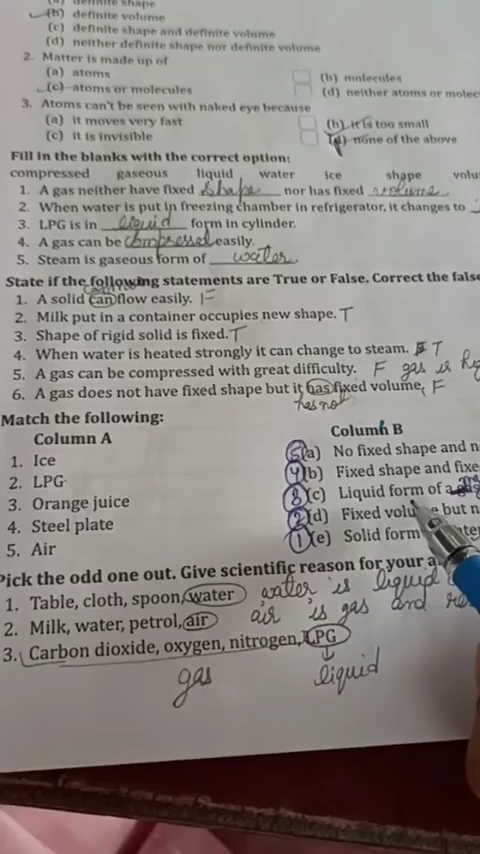 definite shape
(b) definite volume
(c) definite shape and definite volume
(d) neither definite shape nor definite volume
2. Matter is made up of
(a) atoms (b) molecules
(c) atoms or molecules (d) neither atoms or molec
3. Atoms can't be seen with naked eye because
(a) it moves very fast (b) it is too small
(c) it is invisible (d) none of the above
Fill in the blanks with the correct option:
compressed gaseous liquid water ice shape volu
1. A gas neither have fixed shape nor has fixed volume
2. When water is put in freezing chamber in refrigerator, it changes to
3. LPG is in liquid form in cylinder.
4. A gas can be compressed easily.
5. Steam is gaseous form of water
State if the following statements are True or False. Correct the false
1. A solid can flow easily. F
2. Milk put in a container occupies new shape. T
3. Shape of rigid solid is fixed. T
4. When water is heated strongly it can change to steam. T
5. A gas can be compressed with great difficulty. F gas is
6. A gas does not have fixed shape but it has fixed volume. F
has not
Match the following:
Column A Column B
1. Ice 5 (a) No fixed shape and n
2. LPG 4 (b) Fixed shape and fixe
3. Orange juice (c) Liquid form of a
4. Steel plate 2 (d) Fixed volu e but n
5. Air 1 (e) Solid form
Pick the odd one out. Give scientific reason for your a
1. Table, cloth, spoon, water water is liquid
2. Milk, water, petrol, air air is gas and
3. Carbon dioxide, oxygen, nitrogen, LPG
gas liquid